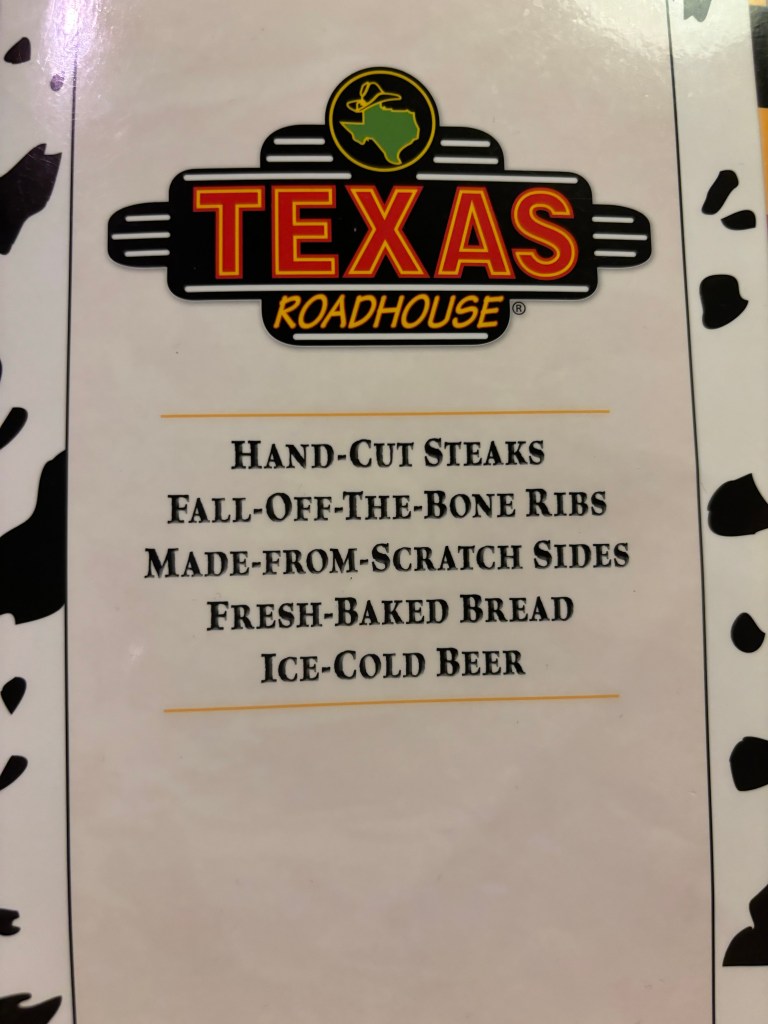 TEXAS
ROADHOUSE®
HAND-CUT STEAKS
FALL-OFF-THE-BONE RIBS
MADE-FROM-SCRATCH SIDES
FRESH-BAKED BREAD
ICE-COLD BEER